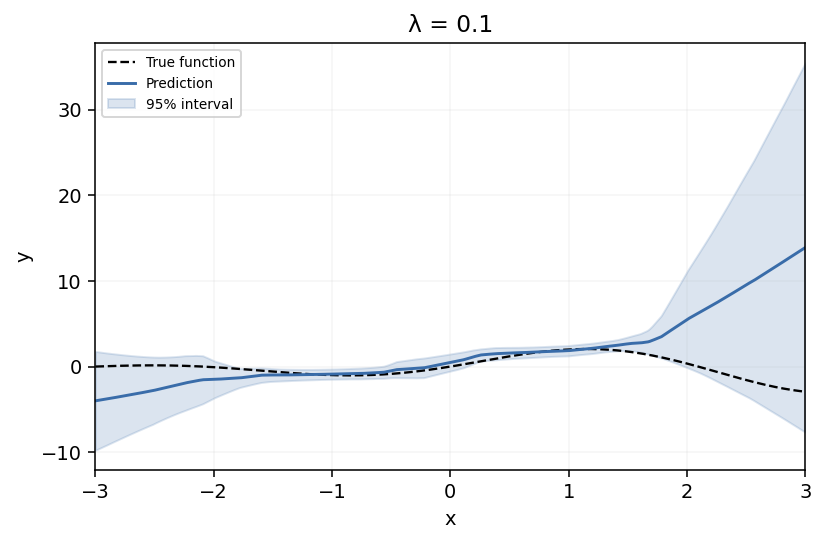 λ = 0.1
True function
Prediction
95% interval
y
30
20
10
0
−10
−3
−2
−1
0
1
2
3
x